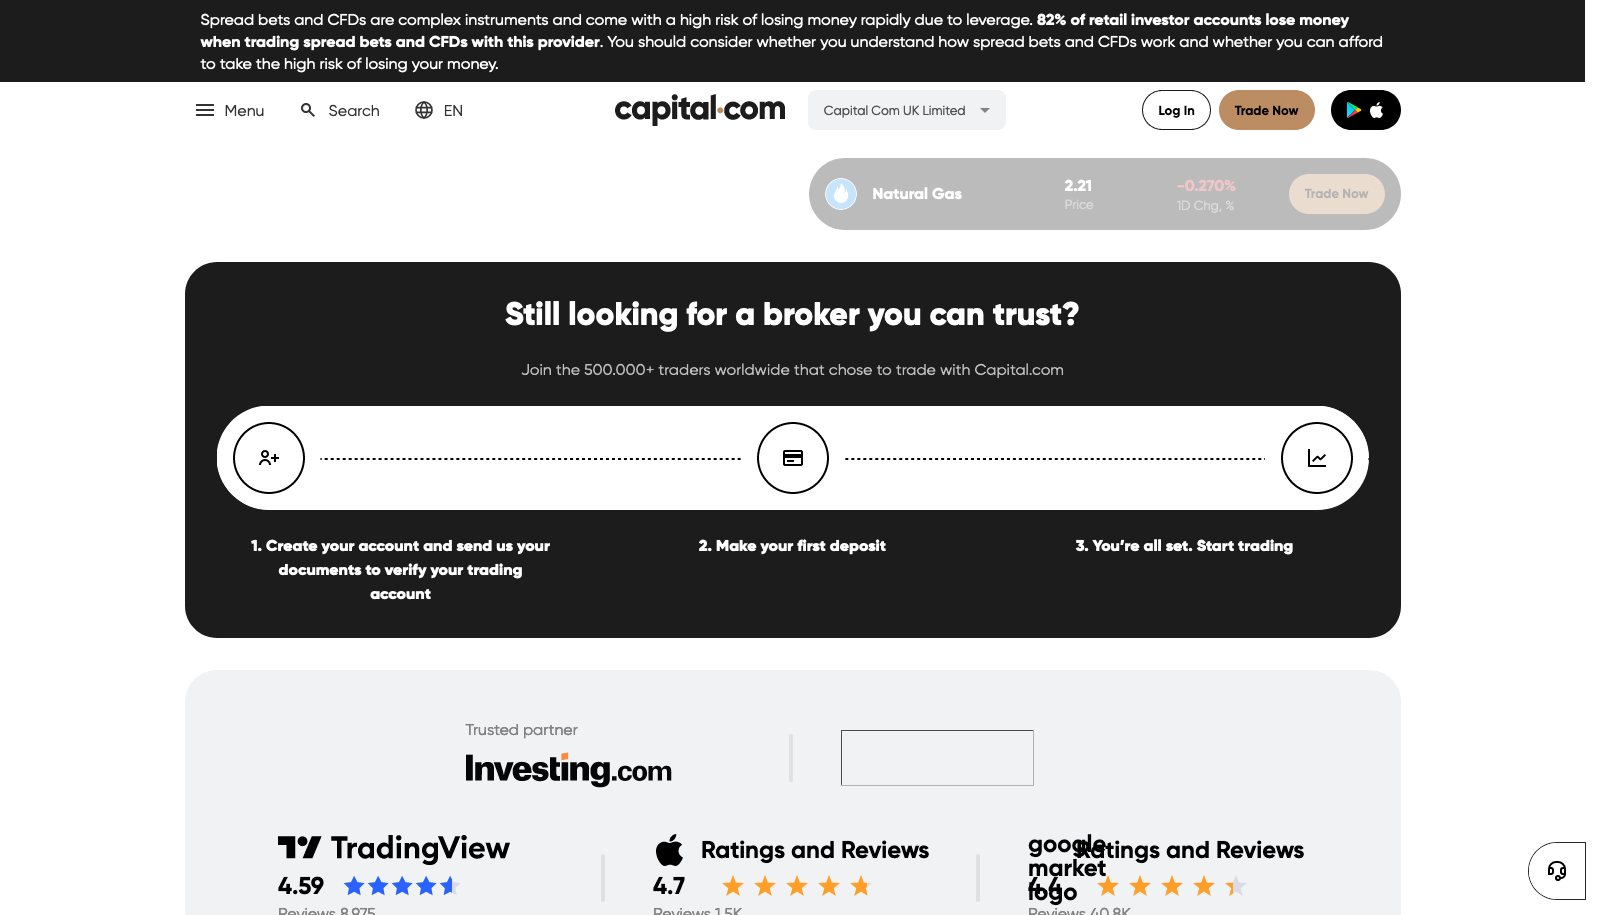 Spread bets and CFDs are complex instruments and come with a high risk of losing money rapidly due to leverage. 82% of retail investor accounts lose money
when trading spread bets and CFDs with this provider. You should consider whether you understand how spread bets and CFDs work and whether you can afford
to take the high risk of losing your money.
Menu
Search
EN
capital.com
Capital Com UK Limited
Log In
Trade Now
Natural Gas
2.21
Price
-0.270%
1D Chg, %
Trade Now
Still looking for a broker you can trust?
Join the 500.000+ traders worldwide that chose to trade with Capital.com
1. Create your account and send us your
documents to verify your trading
account
2. Make your first deposit
3. You're all set. Start trading
Trusted partner
Investing.com
TradingView
4.59
Reviews 8,975
Ratings and Reviews
4.7
Reviews 1.5K
google
market
logo
Ratings and Reviews
4.4
Reviews 40.8K